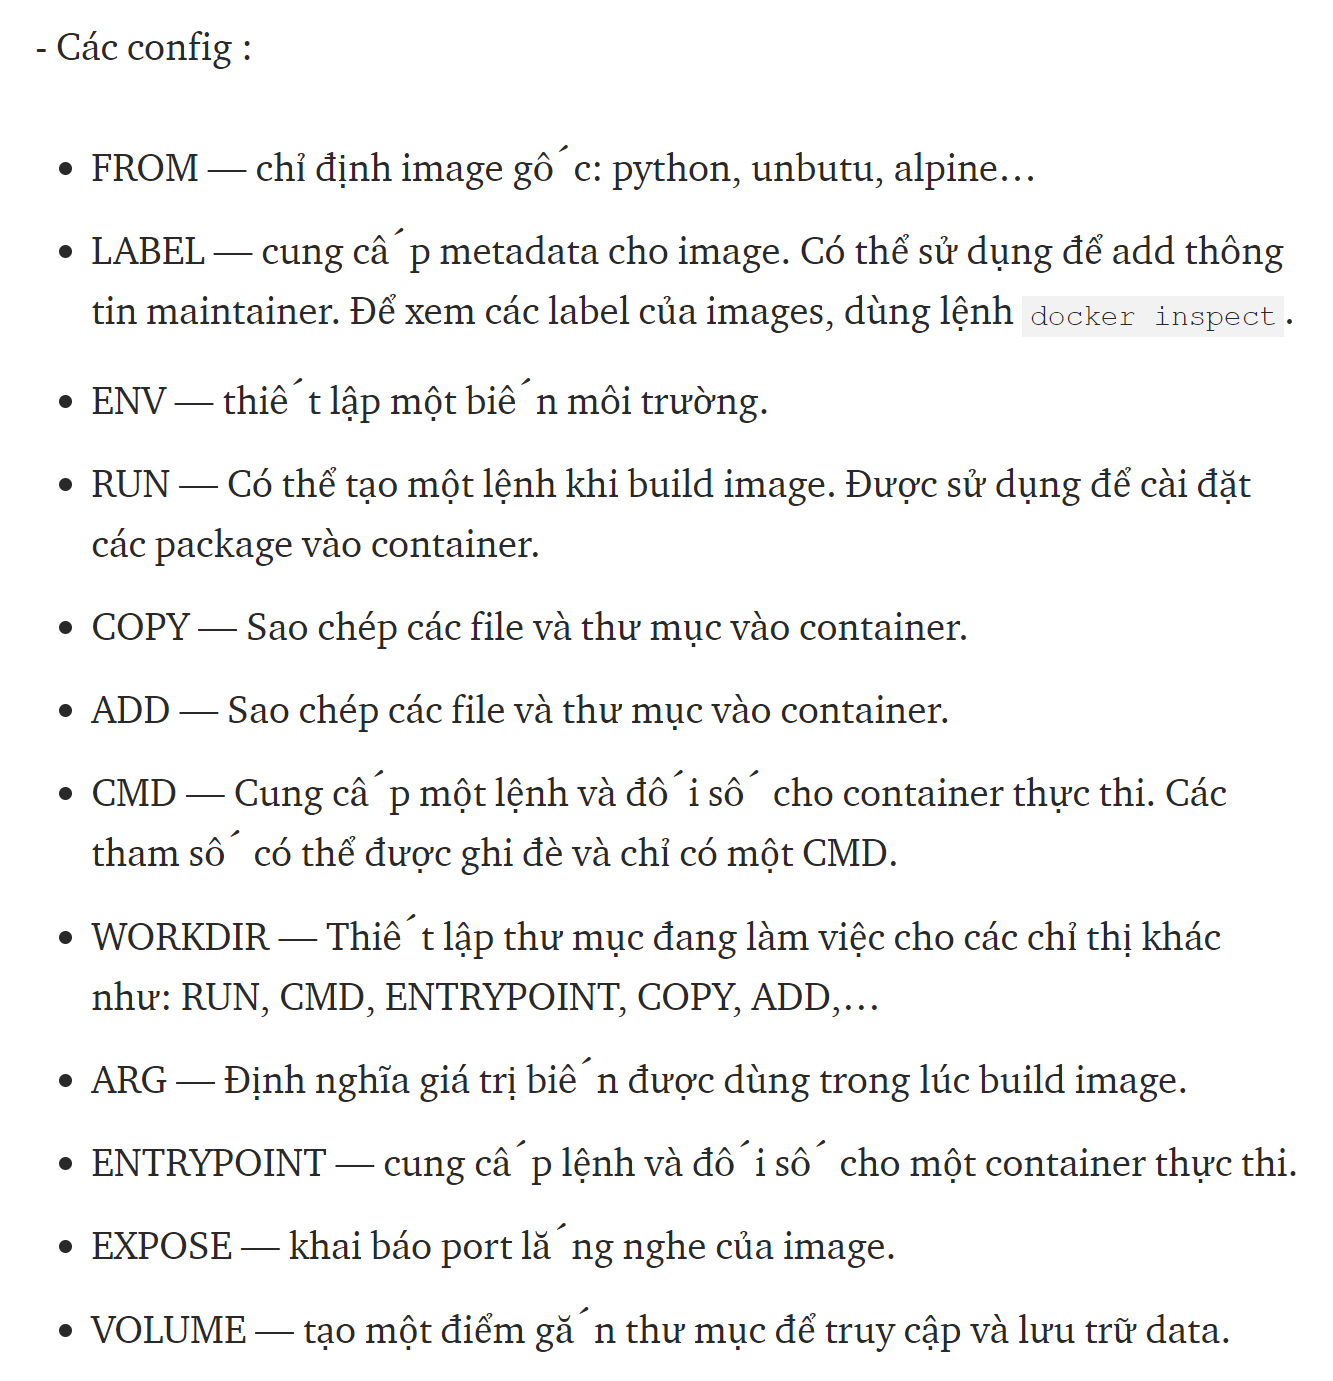 - Các config :
• FROM — chỉ định image gốc: python, unbutu, alpine…
• LABEL — cung cấp metadata cho image. Có thể sử dụng để add thông
tin maintainer. Để xem các label của images, dùng lệnh docker inspect.
• ENV — thiết lập một biến môi trường.
• RUN — Có thể tạo một lệnh khi build image. Được sử dụng để cài đặt
các package vào container.
• COPY — Sao chép các file và thư mục vào container.
• ADD — Sao chép các file và thư mục vào container.
• CMD — Cung cấp một lệnh và đối số cho container thực thi. Các
tham số có thể được ghi đè và chỉ có một CMD.
• WORKDIR — Thiết lập thư mục đang làm việc cho các chỉ thị khác
như: RUN, CMD, ENTRYPOINT, COPY, ADD,…
• ARG — Định nghĩa giá trị biến được dùng trong lúc build image.
• ENTRYPOINT — cung cấp lệnh và đối số cho một container thực thi.
• EXPOSE — khai báo port lắng nghe của image.
• VOLUME — tạo một điểm gắn thư mục để truy cập và lưu trữ data.